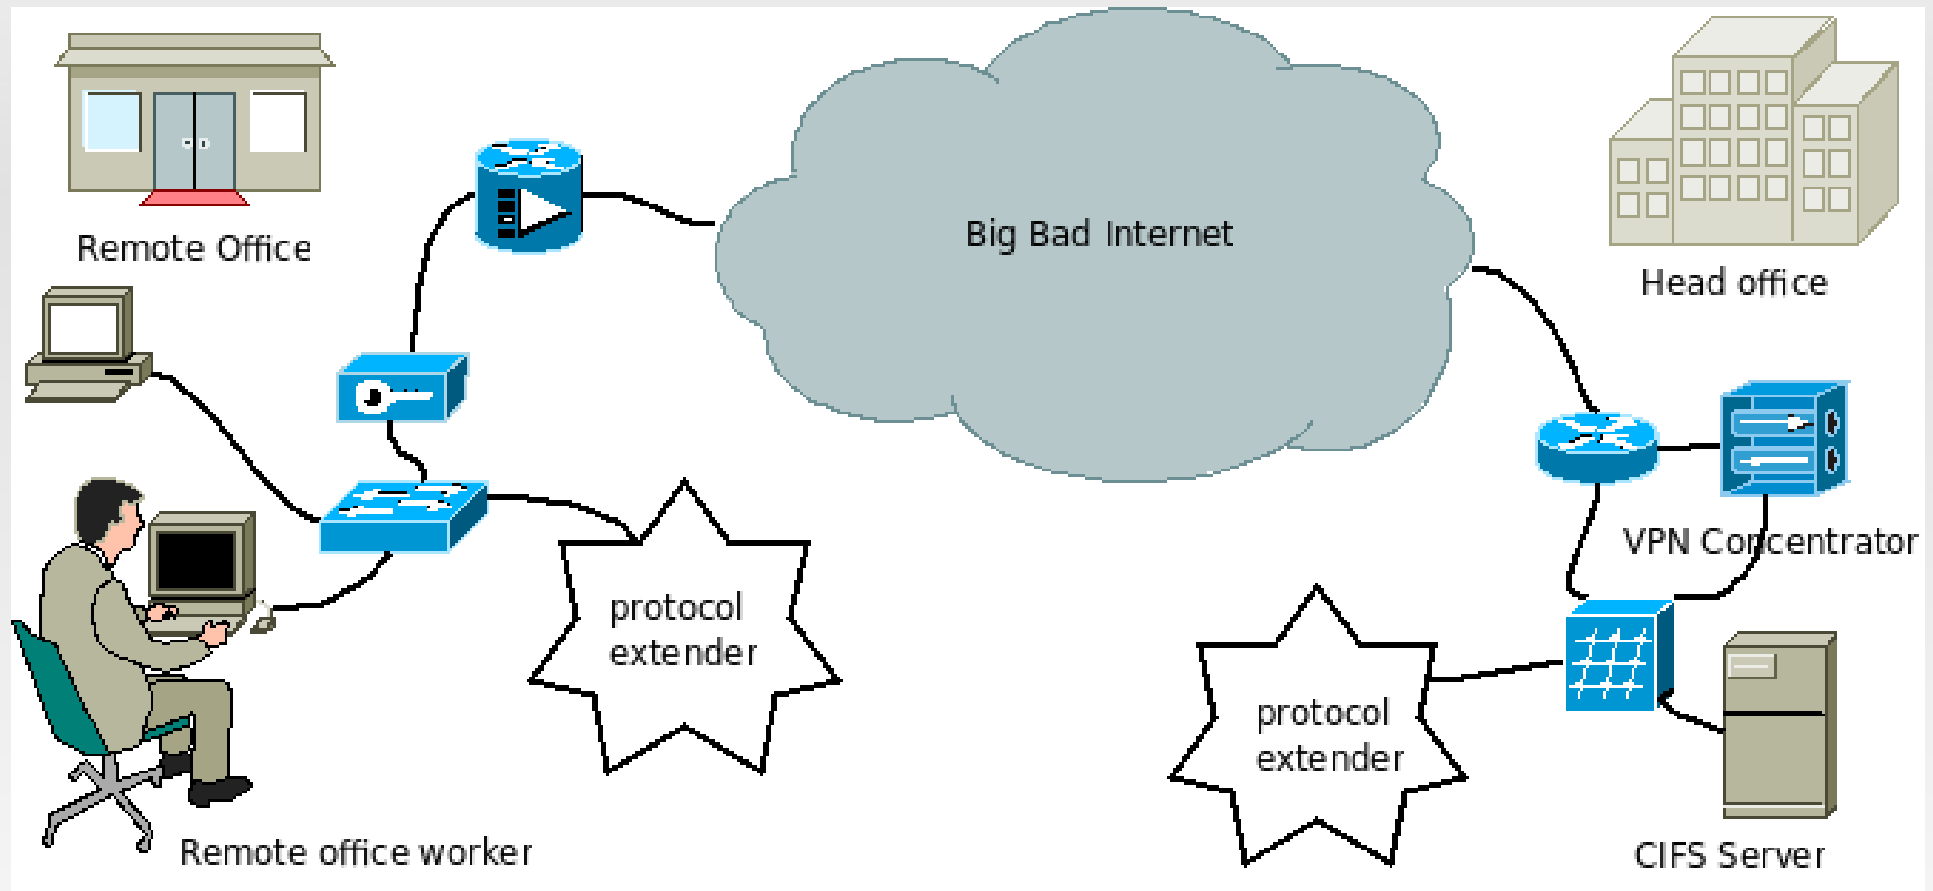 Remote Office
Big Bad Internet
Head office
VPN Concentrator
protocol
extender
protocol
extender
Remote office worker
CIFS Server